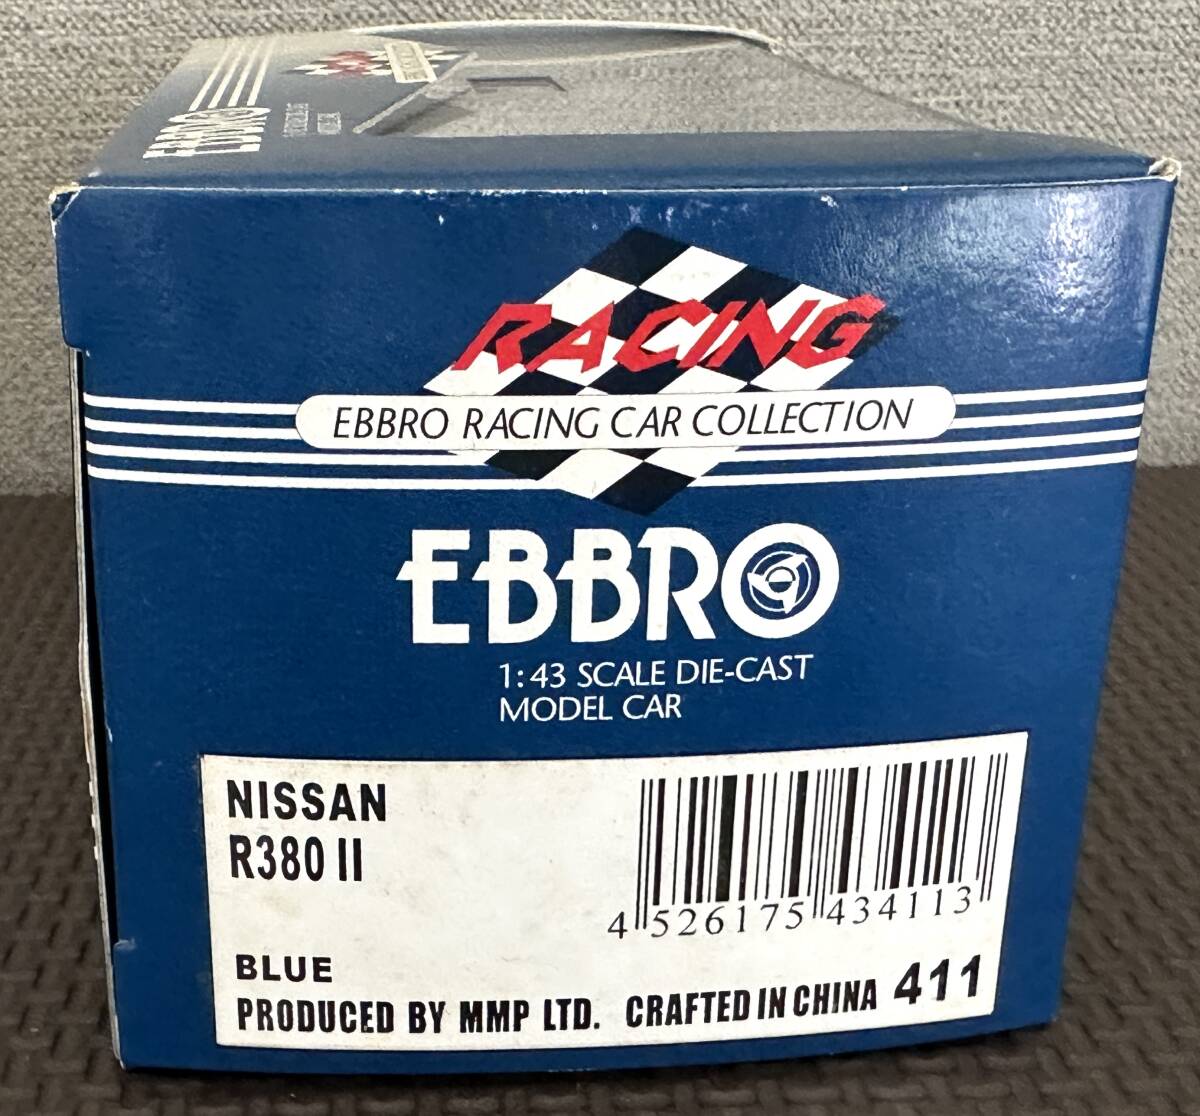 EBBRO
RACING
EBBRO RACING CAR COLLECTION
EBBRO
1:43 SCALE DIE-CAST
MODEL CAR
NISSAN
R380 II
4 526175 434113
BLUE
PRODUCED BY MMP LTD. CRAFTED IN CHINA 411